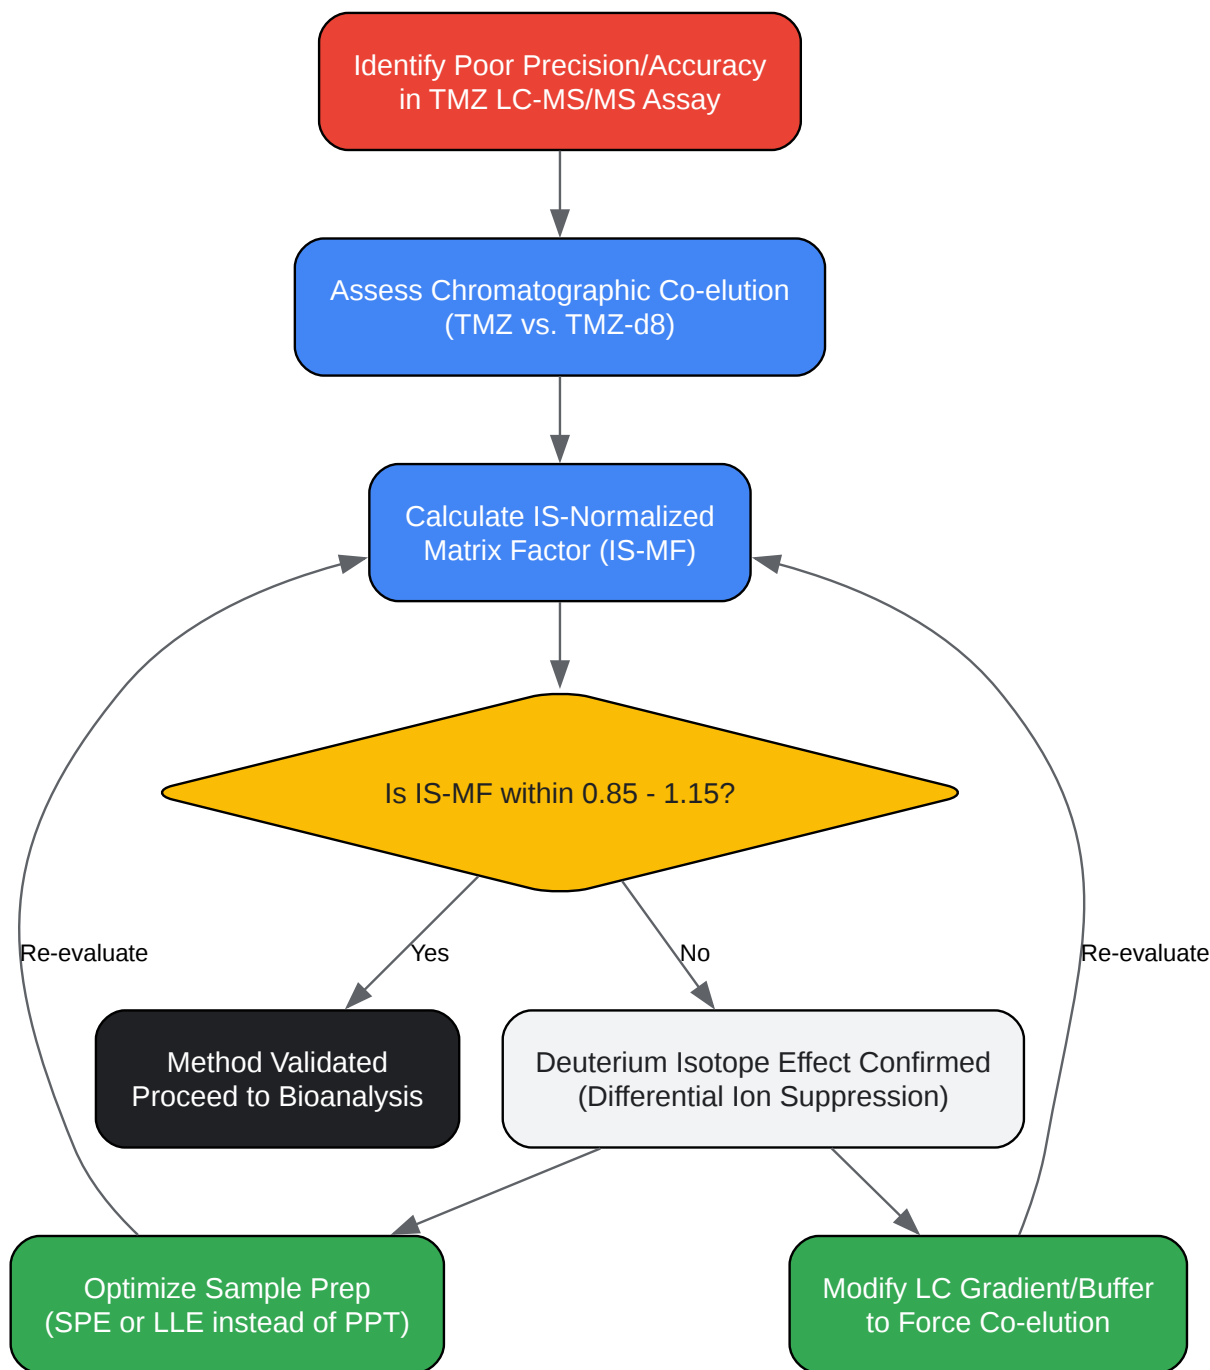 Identify Poor Precision/Accuracy
in TMZ LC-MS/MS Assay
Assess Chromatographic Co-elution
(TMZ vs. TMZ-d8)
Calculate IS-Normalized
Matrix Factor (IS-MF)
Is IS-MF within 0.85 - 1.15?
Re-evaluate
Yes
No
Re-evaluate
Method Validated
Proceed to Bioanalysis
Deuterium Isotope Effect Confirmed
(Differential Ion Suppression)
Optimize Sample Prep
(SPE or LLE instead of PPT)
Modify LC Gradient/Buffer
to Force Co-elution